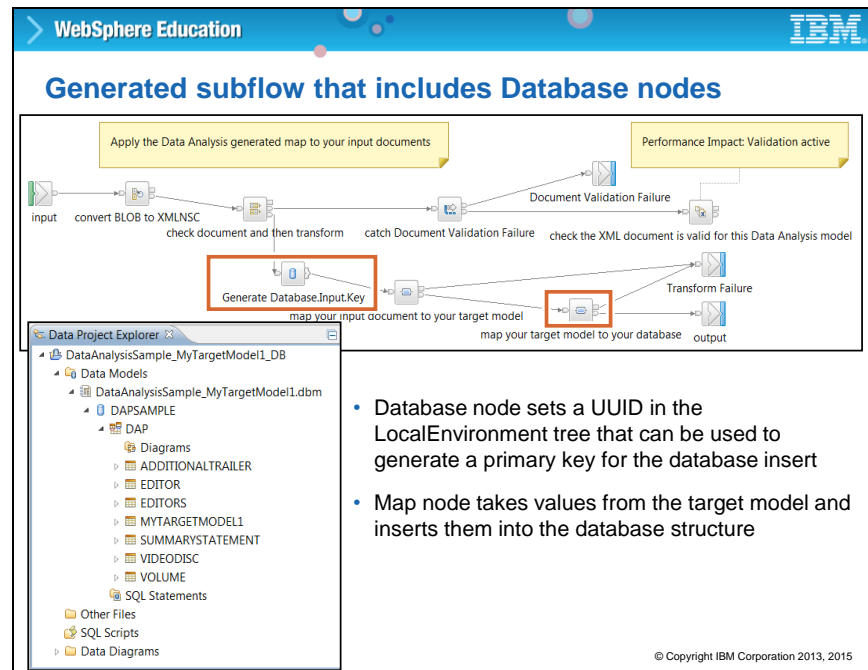 WebSphere Education
IBM.
Generated subflow that includes Database nodes
Apply the Data Analysis generated map to your input documents
Performance Impact: Validation active
Document Validation Failure
input
convert BLOB to XMLNSC
check document and then transform
catch Document Validation Failure
check the XML document is valid for this Data Analysis model
Generate Database.Input.Key
Transform Failure
map your input document to your target model
map your target model to your database
output
Data Project Explorer
DataAnalysisSample_MyTargetModel1_DB
Data Models
DataAnalysisSample_MyTargetModel1.dbm
DAPSAMPLE
DAP
Diagrams
ADDITIONALTRAILER
EDITOR
EDITORS
MYTARGETMODEL1
SUMMARYSTATEMENT
VIDEODISC
VOLUME
SQL Statements
Other Files
SQL Scripts
Data Diagrams
• Database node sets a UUID in the
LocalEnvironment tree that can be used to
generate a primary key for the database insert
• Map node takes values from the target model and
inserts them into the database structure
© Copyright IBM Corporation 2013, 2015